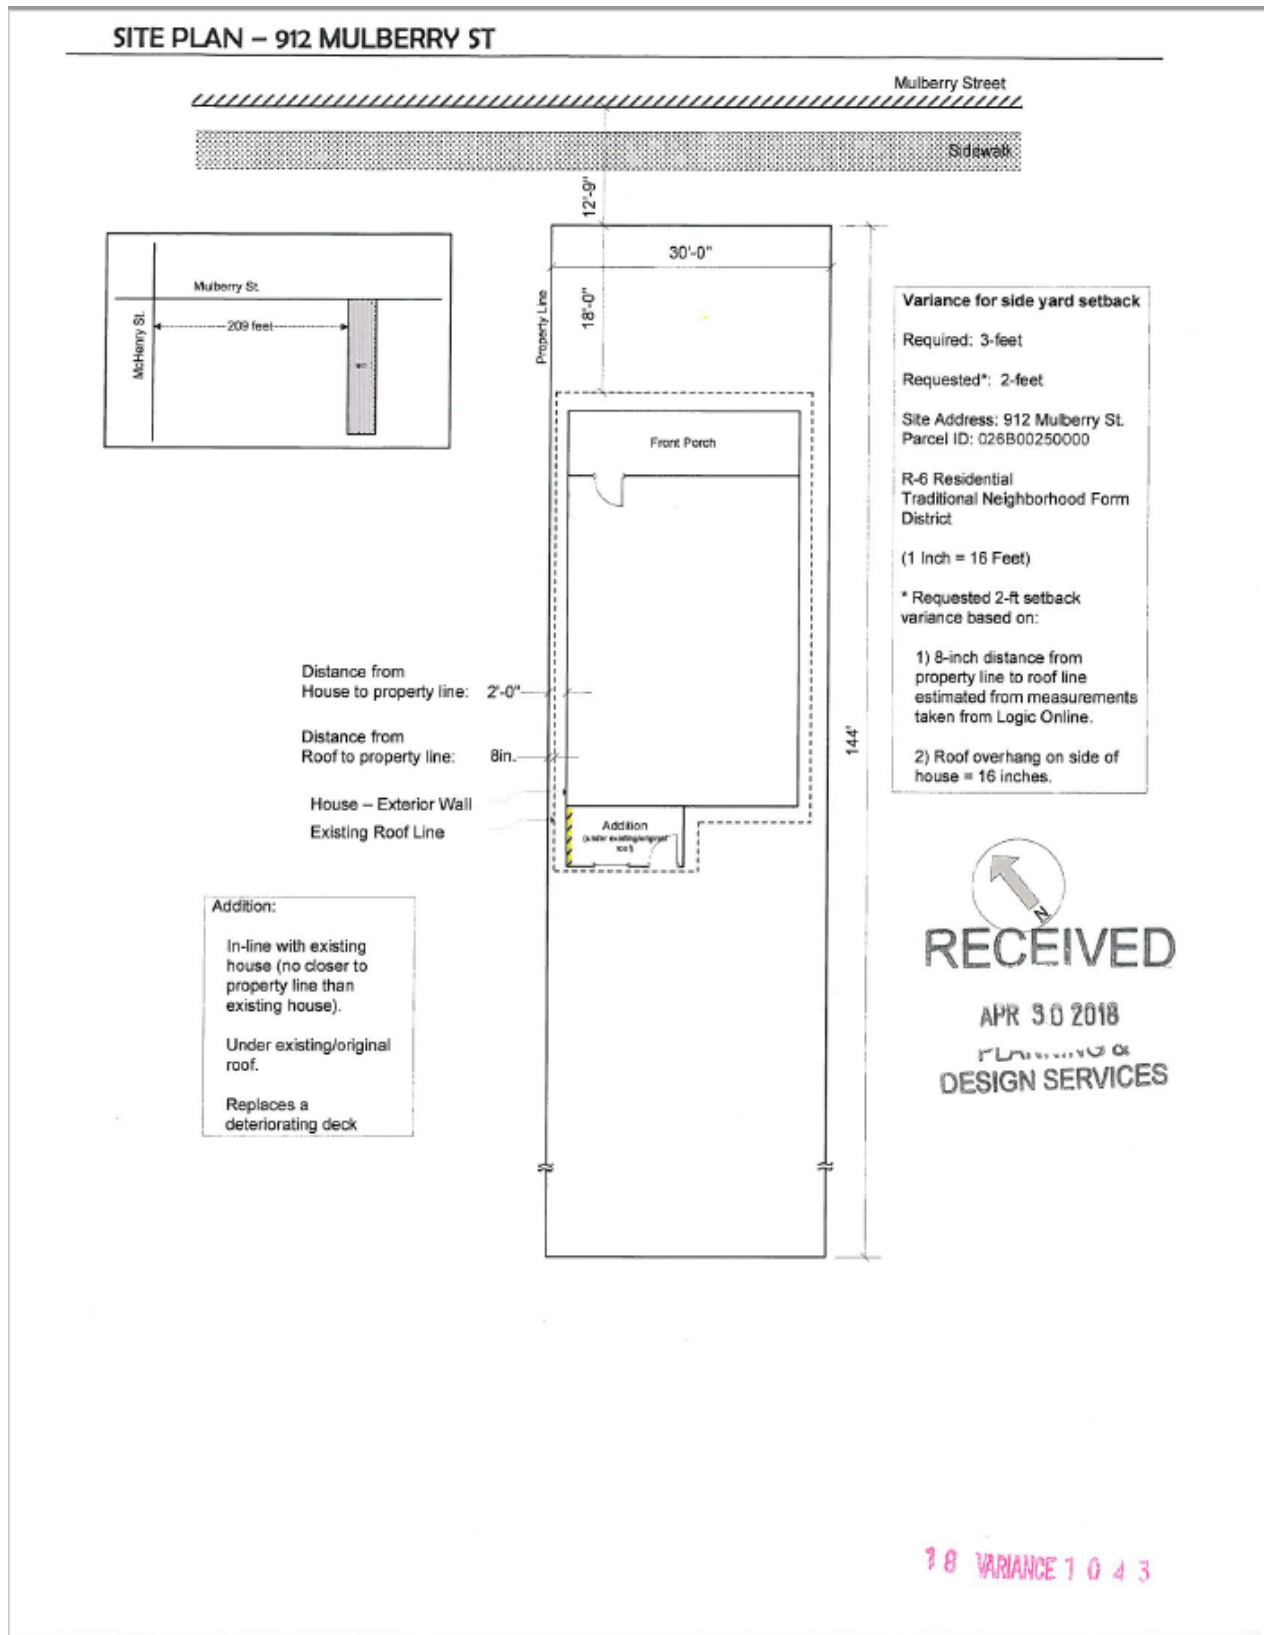 SITE PLAN – 912 MULBERRY ST
Mulberry Street
Sidewalk
12'-9"
30'-0"
18'-0"
Property Line
Mulberry St.
McHenry St.
209 feet
Variance for side yard setback
Required: 3-feet
Requested*: 2-feet
Site Address: 912 Mulberry St.
Parcel ID: 026B00250000
R-6 Residential
Traditional Neighborhood Form
District
(1 Inch = 16 Feet)
* Requested 2-ft setback
variance based on:
1) 8-inch distance from
property line to roof line
estimated from measurements
taken from Logic Online.
2) Roof overhang on side of
house = 16 inches.
Front Porch
144'
Distance from
House to property line: 2'-0"
Distance from
Roof to property line: 8in.
House – Exterior Wall
Existing Roof Line
Addition
(under existing/original
roof)
Addition:
In-line with existing
house (no closer to
property line than
existing house).
Under existing/original
roof.
Replaces a
deteriorating deck
N
RECEIVED
APR 30 2018
PLANNING &
DESIGN SERVICES
18 VARIANCE 1043